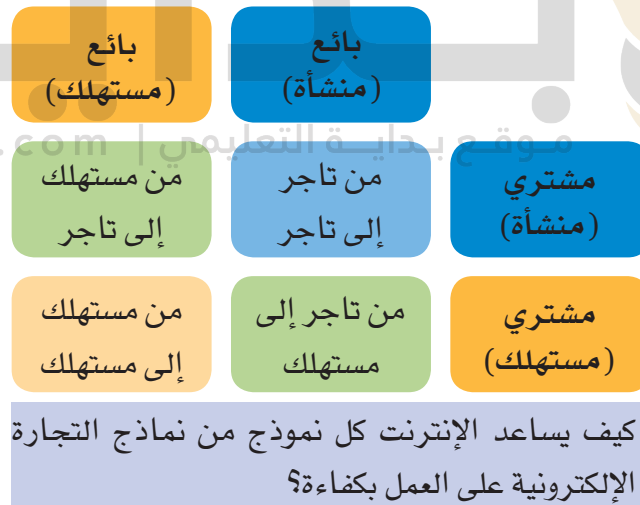 بائع
(منشأة)
بائع
(مستهلك)
موقع بداية التعليمي | .com
مشتري
(منشأة)
من تاجر
إلى تاجر
من مستهلك
إلى تاجر
مشتري
(مستهلك)
من تاجر إلى
مستهلك
من مستهلك
إلى مستهلك
كيف يساعد الإنترنت كل نموذج من نماذج التجارة
الإلكترونية على العمل بكفاءة؟